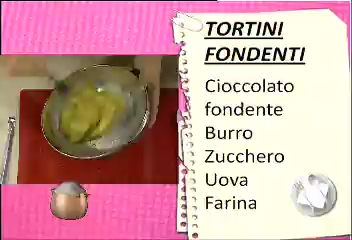 TORTINI
FONDENTI
Cioccolato
fondente
Burro
Zucchero
Uova
Farina